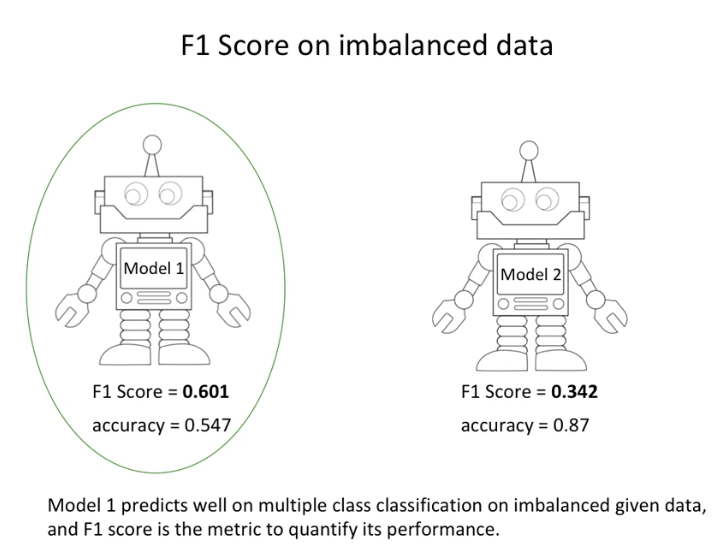 F1 Score on imbalanced data
Model 1
Model 2
F1 Score = 0.601
accuracy = 0.547
F1 Score = 0.342
accuracy = 0.87
Model 1 predicts well on multiple class classification on imbalanced given data,
and F1 score is the metric to quantify its performance.